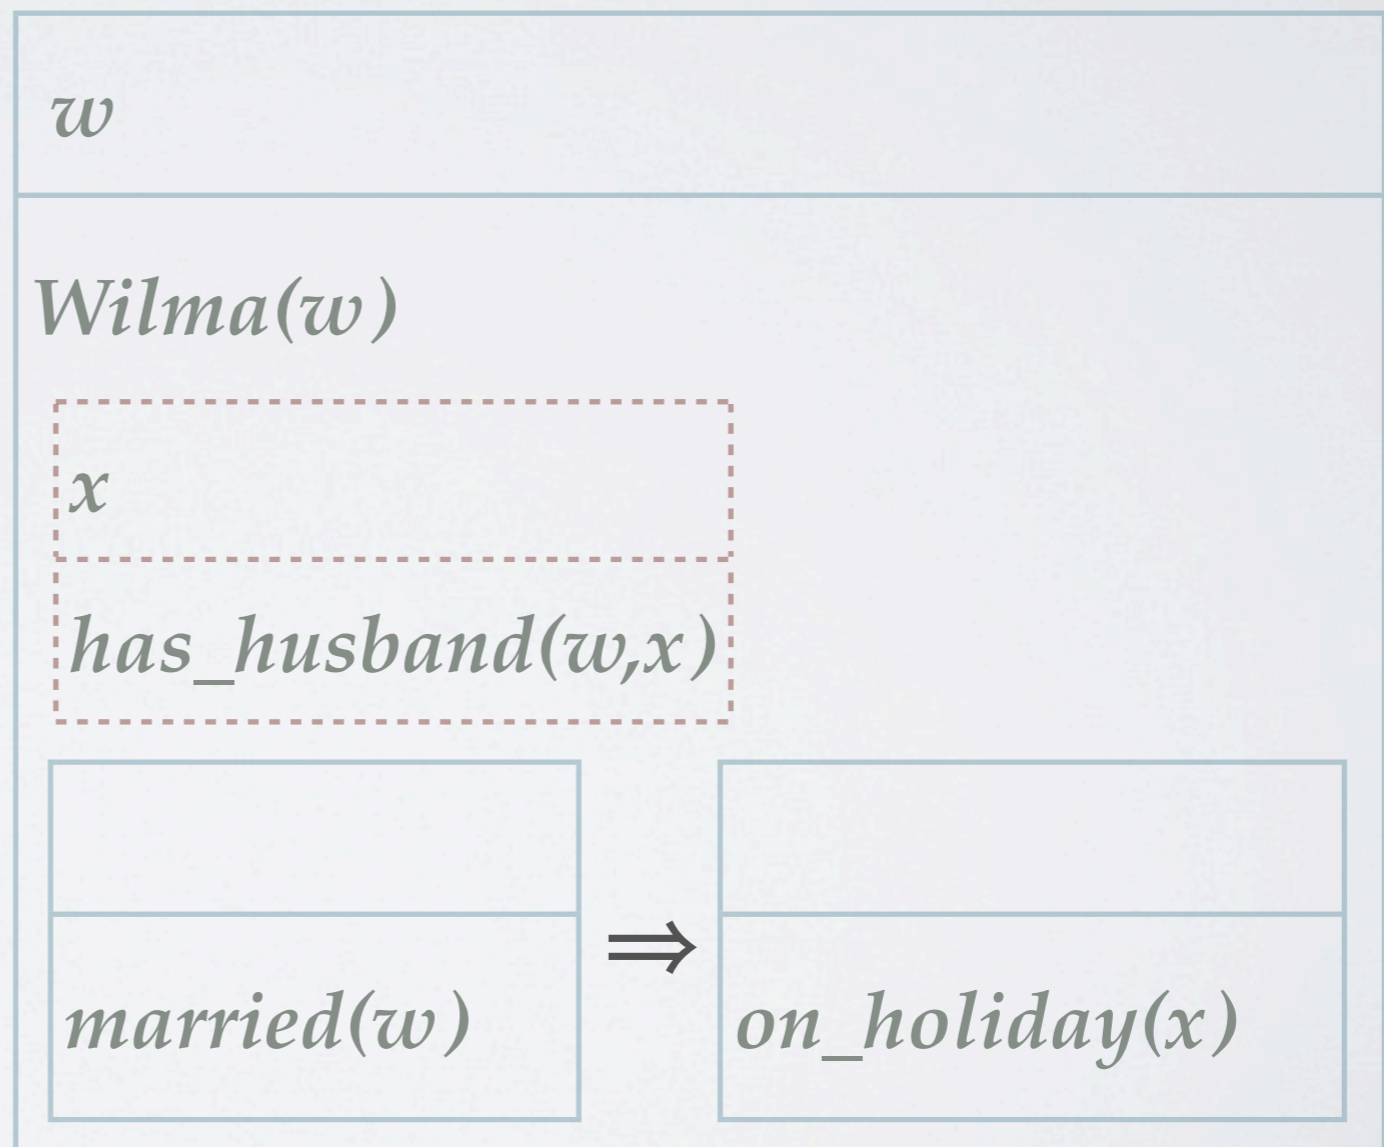 w
Wilma(w)
x
has_husband(w,x)
married(w) ⇒ on_holiday(x)